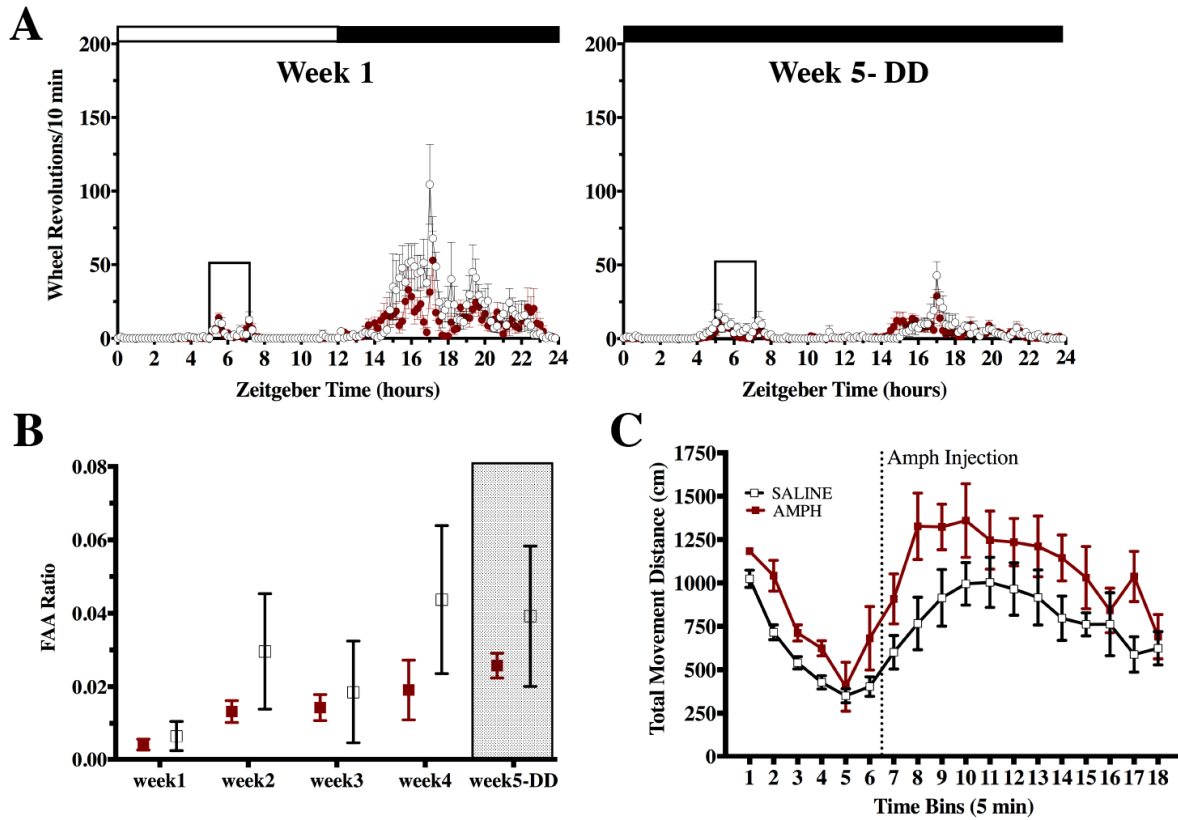 A
Week 1
Week 5- DD
Wheel Revolutions/10 min
200
150
100
50
0
0 2 4 6 8 10 12 14 16 18 20 22 24
Zeitgeber Time (hours)
200
150
100
50
0
0 2 4 6 8 10 12 14 16 18 20 22 24
Zeitgeber Time (hours)
B
FAA Ratio
0.08
0.06
0.04
0.02
0.00
week1 week2 week3 week4 week5-DD
C
Total Movement Distance (cm)
1750
1500
1250
1000
750
500
250
0
Amph Injection
SALINE
AMPH
1 2 3 4 5 6 7 8 9 10 11 12 13 14 15 16 17 18
Time Bins (5 min)